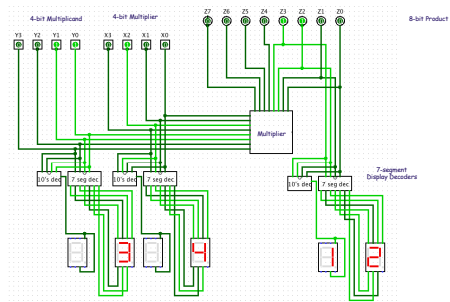 Z7 Z6 Z5 Z4 Z3 Z2 Z1 Z0
4-bit Multiplicand
4-bit Multiplier
8-bit Product
Y3 Y2 Y1 Y0 X3 X2 X1 X0
Multiplier
7-segment
Display Decoders
10's dec 7 seg dec 10's dec 7 seg dec 10's dec 7 seg dec
3 4 1 2